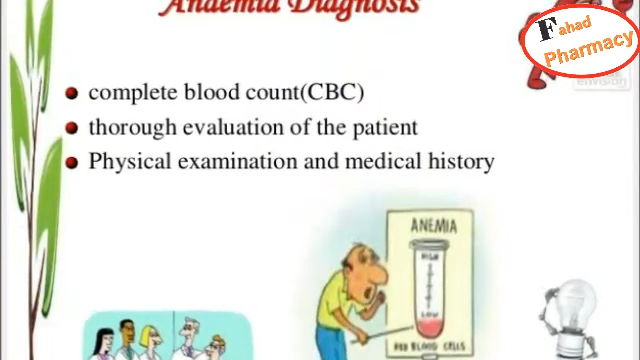 Anaemia Diagnosis
Fahad
Pharmacy
envision
complete blood count(CBC)
thorough evaluation of the patient
Physical examination and medical history
ANEMIA
HIGH
LOW
RED BLOOD CELLS